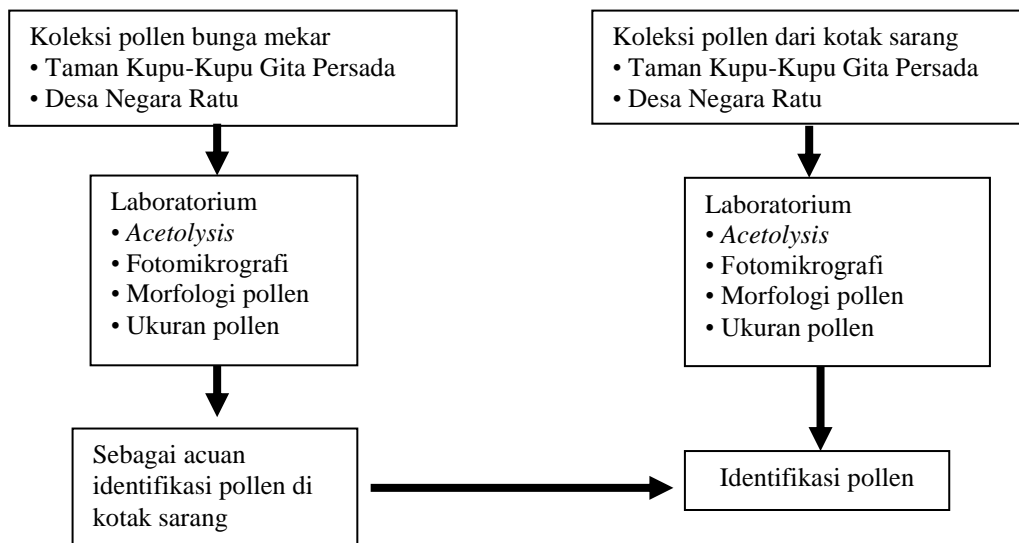 Koleksi pollen bunga mekar
• Taman Kupu-Kupu Gita Persada
• Desa Negara Ratu
Koleksi pollen dari kotak sarang
• Taman Kupu-Kupu Gita Persada
• Desa Negara Ratu
Laboratorium
• Acetolysis
• Fotomikrografi
• Morfologi pollen
• Ukuran pollen
Laboratorium
• Acetolysis
• Fotomikrografi
• Morfologi pollen
• Ukuran pollen
Sebagai acuan
identifikasi pollen di
kotak sarang
Identifikasi pollen